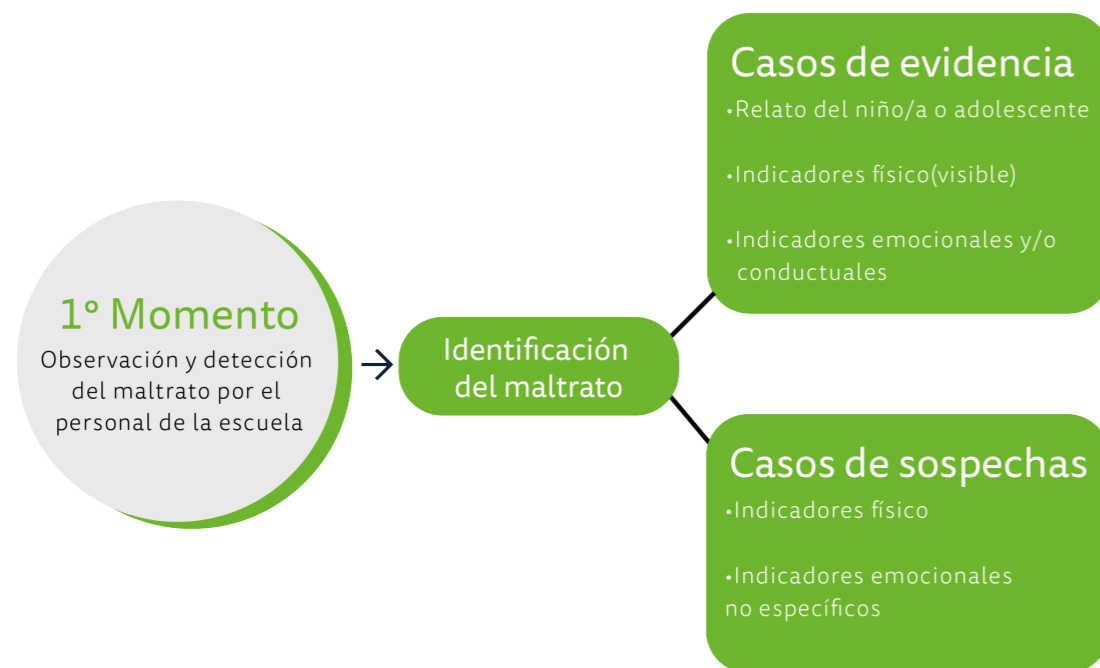 1º Momento
Observación y detección
del maltrato por el
personal de la escuela
Identificación
del maltrato
Casos de evidencia
•Relato del niño/a o adolescente
•Indicadores físico(visible)
•Indicadores emocionales y/o
conductuales
Casos de sospechas
•Indicadores físico
•Indicadores emocionales
no específicos